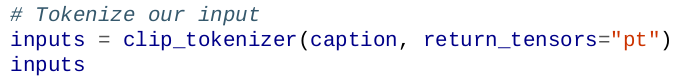 # Tokenize our input
inputs = clip_tokenizer(caption, return_tensors="pt")
inputs